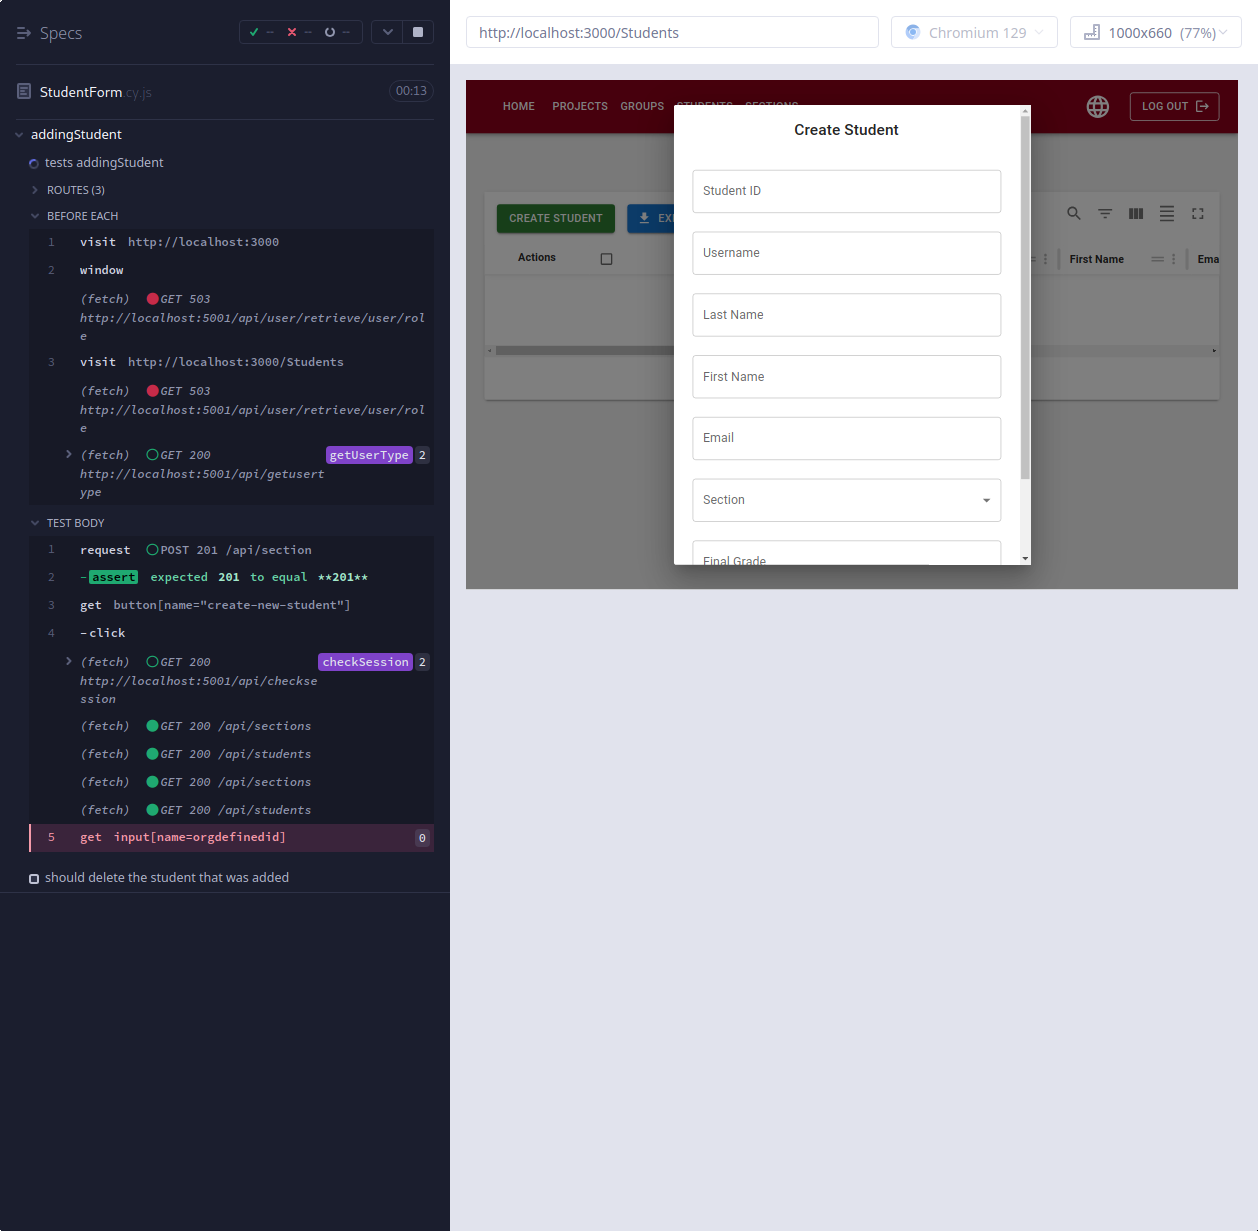 Specs
-- -- --
StudentForm.cy.js 00:13
addingStudent
tests addingStudent
ROUTES (3)
BEFORE EACH
1 visit http://localhost:3000
2 window
(fetch) GET 503
http://localhost:5001/api/user/retrieve/user/rol
e
3 visit http://localhost:3000/Students
(fetch) GET 503
http://localhost:5001/api/user/retrieve/user/rol
e
(fetch) GET 200 getUserType 2
http://localhost:5001/api/getusert
ype
TEST BODY
1 request POST 201 /api/section
2 -assert expected 201 to equal **201**
3 get button[name="create-new-student"]
4 -click
(fetch) GET 200 checkSession 2
http://localhost:5001/api/checkse
ssion
(fetch) GET 200 /api/sections
(fetch) GET 200 /api/students
(fetch) GET 200 /api/sections
(fetch) GET 200 /api/students
5 get input[name=orgdefinedid] 0
should delete the student that was added
http://localhost:3000/Students
Chromium 129
1000x660 (77%)
HOME PROJECTS GROUPS STUDENTS SECTIONS
LOG OUT
CREATE STUDENT
EX
Actions
First Name
Ema
Create Student
Student ID
Username
Last Name
First Name
Email
Section
Final Grade